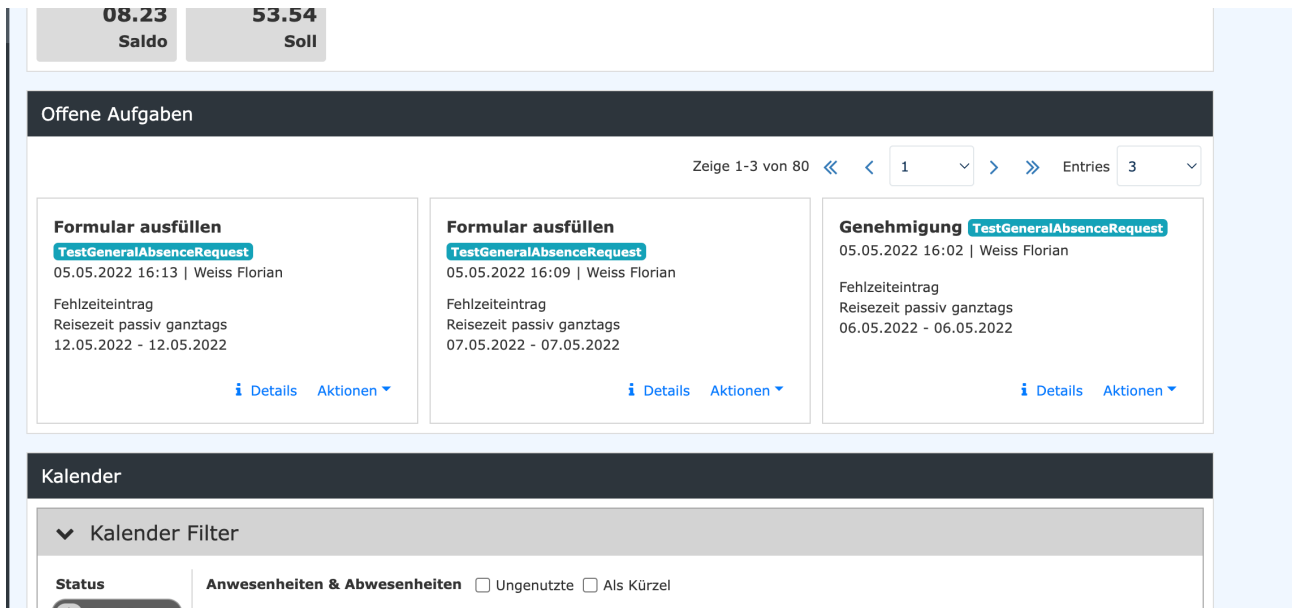 08.23 53.54
Saldo Soll
Offene Aufgaben
Zeige 1-3 von 80 1 Entries 3
Formular ausfüllen
TestGeneralAbsenceRequest
05.05.2022 16:13 | Weiss Florian
Fehlzeiteintrag
Reisezeit passiv ganztags
12.05.2022 - 12.05.2022
Details Aktionen
Formular ausfüllen
TestGeneralAbsenceRequest
05.05.2022 16:09 | Weiss Florian
Fehlzeiteintrag
Reisezeit passiv ganztags
07.05.2022 - 07.05.2022
Details Aktionen
Genehmigung TestGeneralAbsenceRequest
05.05.2022 16:02 | Weiss Florian
Fehlzeiteintrag
Reisezeit passiv ganztags
06.05.2022 - 06.05.2022
Details Aktionen
Kalender
Kalender Filter
Status Anwesenheiten & Abwesenheiten Ungenutzte Als Kürzel